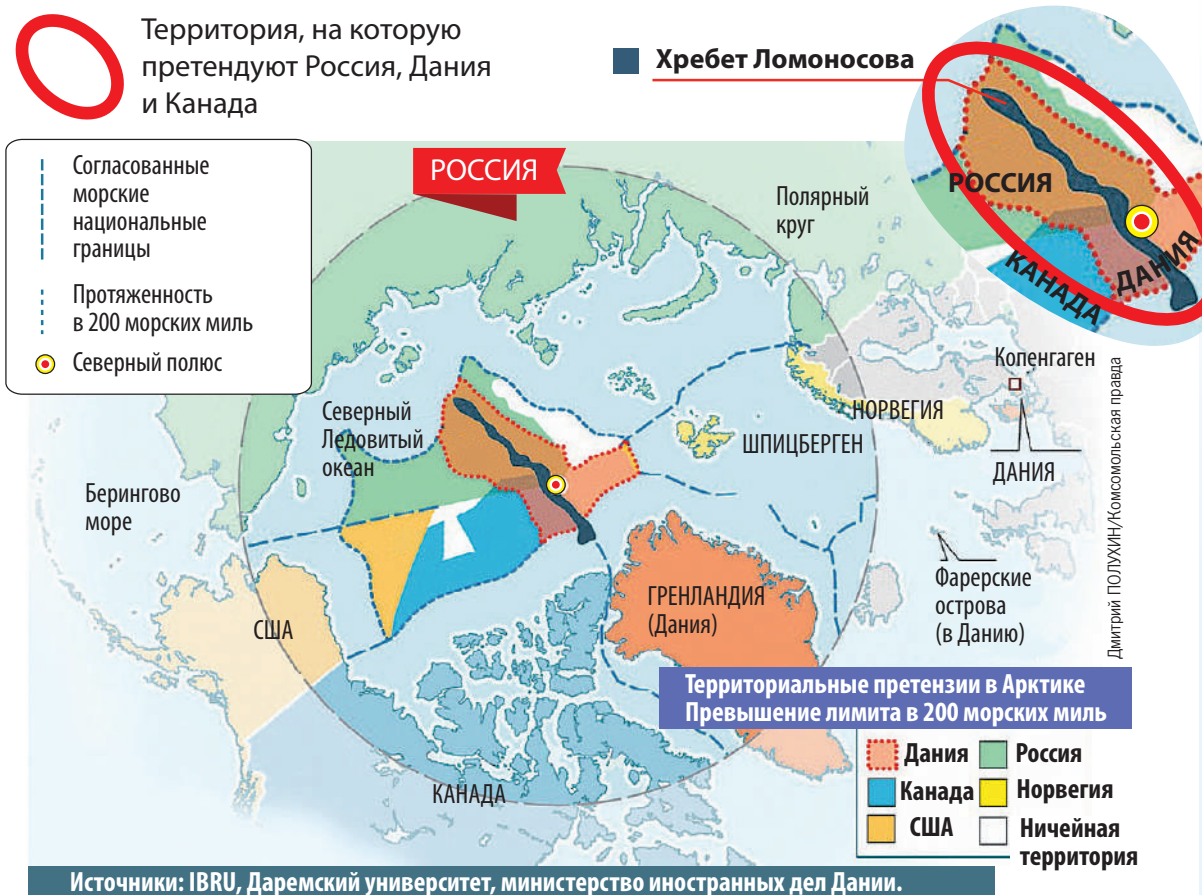 Территория, на которую
претендуют Россия, Дания
и Канада
Хребет Ломоносова
Согласованные
морские
национальные
границы
Протяженность
в 200 морских миль
Северный полюс
РОССИЯ
Полярный
круг
РОССИЯ
КАНАДА
ДАНИЯ
Северный
Ледовитый
океан
Берингово
море
ШПИЦБЕРГЕН
НОРВЕГИЯ
Копенгаген
ДАНИЯ
Фарерские
острова
(в Данию)
США
ГРЕНЛАНДИЯ
(Дания)
КАНАДА
Дмитрий ПОЛУХИН/Комсомольская правда
Территориальные претензии в Арктике
Превышение лимита в 200 морских миль
Дания
Россия
Канада
Норвегия
США
Ничейная
территория
Источники: IBRU, Даремский университет, министерство иностранных дел Дании.